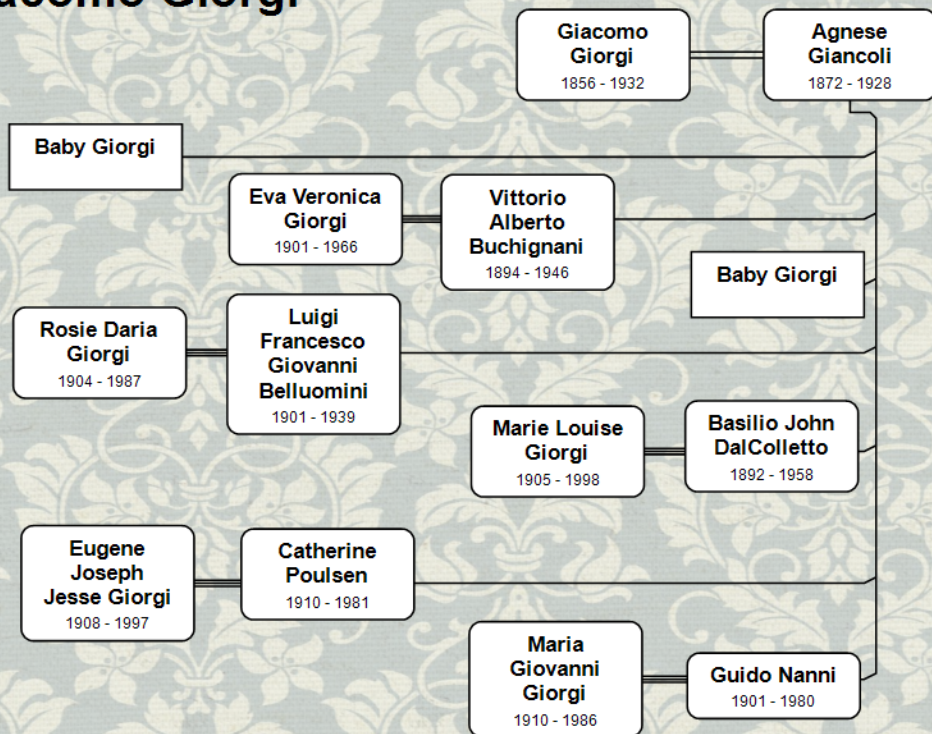 Giorgi
Giacomo
Giorgi
1856 - 1932
Agnese
Giancoli
1872 - 1928
Baby Giorgi
Eva Veronica
Giorgi
1901 - 1966
Vittorio
Alberto
Buchignani
1894 - 1946
Baby Giorgi
Rosie Daria
Giorgi
1904 - 1987
Luigi
Francesco
Giovanni
Belluomini
1901 - 1939
Marie Louise
Giorgi
1905 - 1998
Basilio John
DalColletto
1892 - 1958
Eugene
Joseph
Jesse Giorgi
1908 - 1997
Catherine
Poulsen
1910 - 1981
Maria
Giovanni
Giorgi
1910 - 1986
Guido Nanni
1901 - 1980